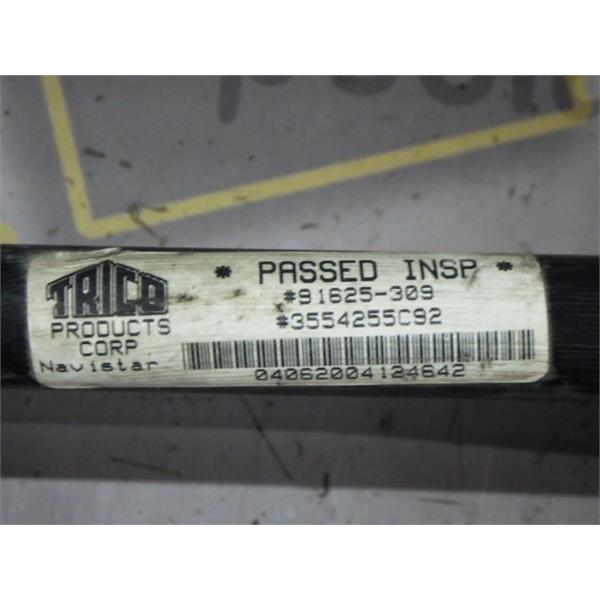 TRICO
PRODUCTS
CORP
Navistar
* PASSED INSP *
#91625-309
#3554255C92
04062004124642